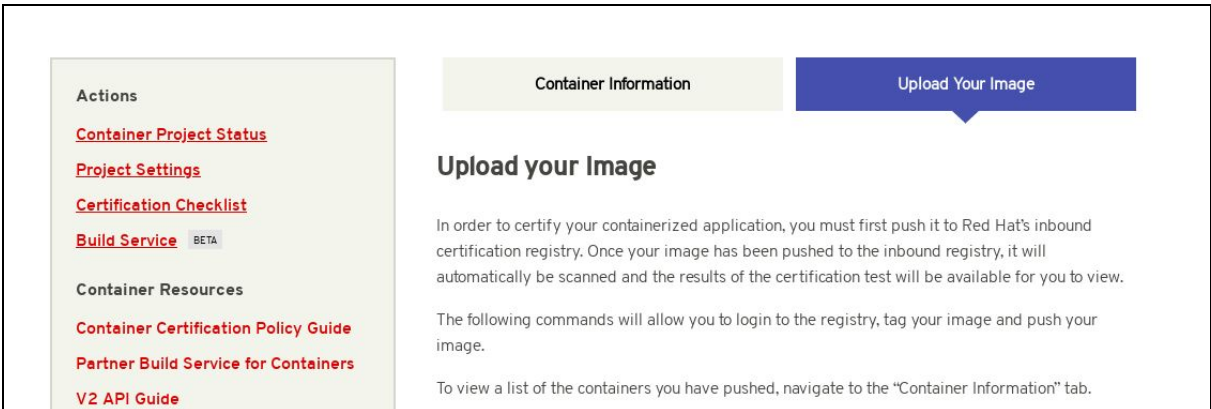 Actions
Container Project Status
Project Settings
Certification Checklist
Build Service BETA
Container Resources
Container Certification Policy Guide
Partner Build Service for Containers
V2 API Guide
Container Information
Upload Your Image
Upload your Image
In order to certify your containerized application, you must first push it to Red Hat's inbound
certification registry. Once your image has been pushed to the inbound registry, it will
automatically be scanned and the results of the certification test will be available for you to view.
The following commands will allow you to login to the registry, tag your image and push your
image.
To view a list of the containers you have pushed, navigate to the “Container Information” tab.